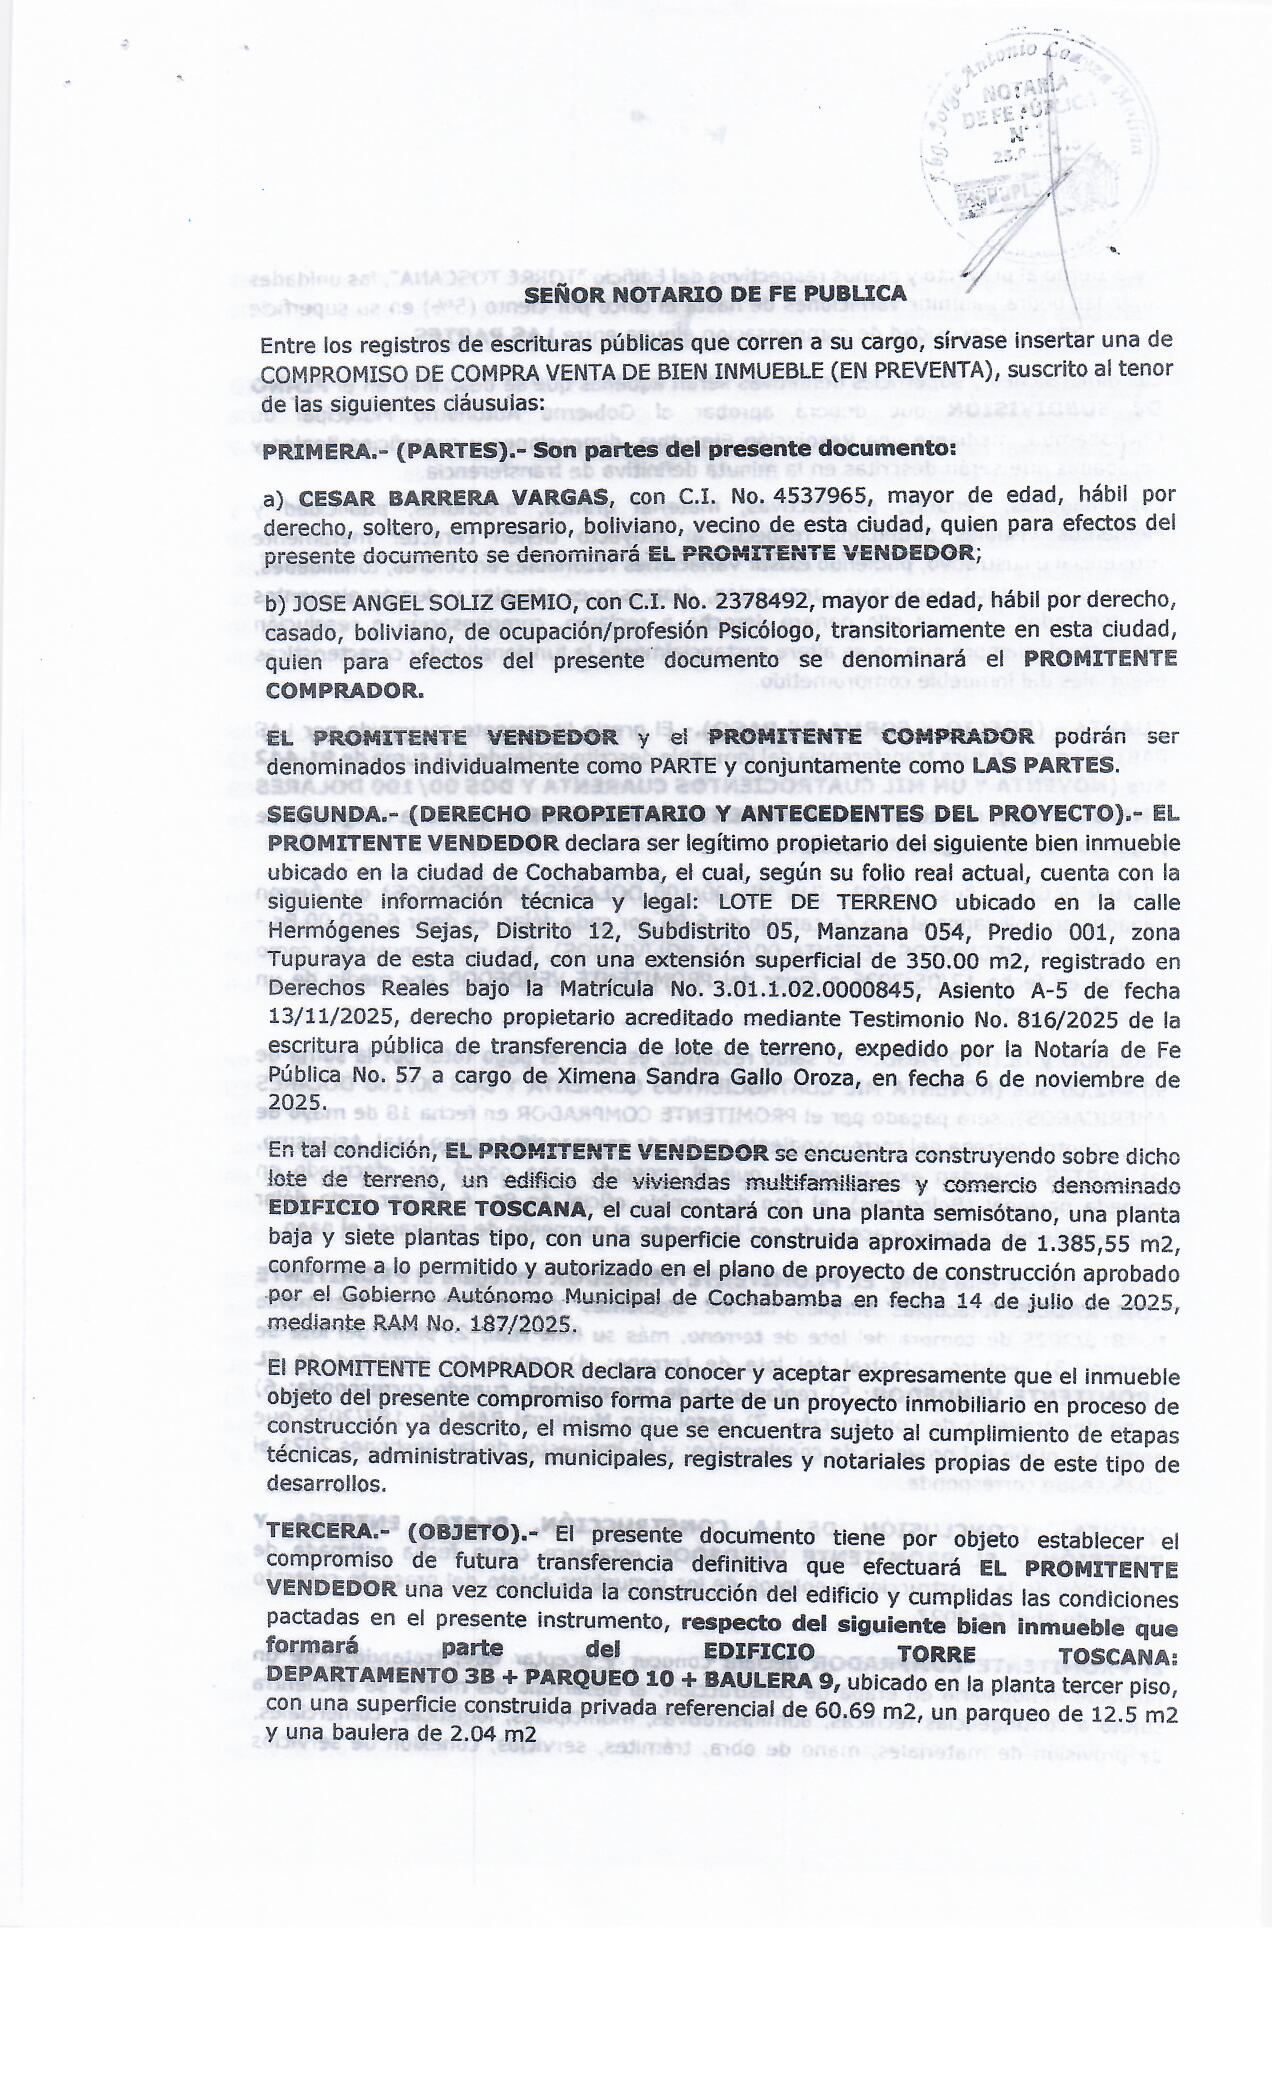 Abg. Jorge Antonio Molina
NOTARÍA
DE FE PÚBLICA
SEÑOR NOTARIO DE FE PUBLICA
Entre los registros de escrituras públicas que corren a su cargo, sírvase insertar una de
COMPROMISO DE COMPRA VENTA DE BIEN INMUEBLE (EN PREVENTA), suscrito al tenor
de las siguientes cláusulas:
PRIMERA.- (PARTES).- Son partes del presente documento:
a) CESAR BARRERA VARGAS, con C.I. No. 4537965, mayor de edad, hábil por
derecho, soltero, empresario, boliviano, vecino de esta ciudad, quien para efectos del
presente documento se denominará EL PROMITENTE VENDEDOR;
b) JOSE ANGEL SOLIZ GEMIO, con C.I. No. 2378492, mayor de edad, hábil por derecho,
casado, boliviano, de ocupación/profesión Psicólogo, transitoriamente en esta ciudad,
quien para efectos del presente documento se denominará el PROMITENTE
COMPRADOR.
EL PROMITENTE VENDEDOR y el PROMITENTE COMPRADOR podrán ser
denominados individualmente como PARTE y conjuntamente como LAS PARTES.
SEGUNDA.- (DERECHO PROPIETARIO Y ANTECEDENTES DEL PROYECTO).- EL
PROMITENTE VENDEDOR declara ser legítimo propietario del siguiente bien inmueble
ubicado en la ciudad de Cochabamba, el cual, según su folio real actual, cuenta con la
siguiente información técnica y legal: LOTE DE TERRENO ubicado en la calle
Hermógenes Sejas, Distrito 12, Subdistrito 05, Manzana 054, Predio 001, zona
Tupuraya de esta ciudad, con una extensión superficial de 350.00 m2, registrado en
Derechos Reales bajo la Matrícula No. 3.01.1.02.0000845, Asiento A-5 de fecha
13/11/2025, derecho propietario acreditado mediante Testimonio No. 816/2025 de la
escritura pública de transferencia de lote de terreno, expedido por la Notaría de Fe
Pública No. 57 a cargo de Ximena Sandra Gallo Oroza, en fecha 6 de noviembre de
2025.
En tal condición, EL PROMITENTE VENDEDOR se encuentra construyendo sobre dicho
lote de terreno, un edificio de viviendas multifamiliares y comercio denominado
EDIFICIO TORRE TOSCANA, el cual contará con una planta semisótano, una planta
baja y siete plantas tipo, con una superficie construida aproximada de 1.385,55 m2,
conforme a lo permitido y autorizado en el plano de proyecto de construcción aprobado
por el Gobierno Autónomo Municipal de Cochabamba en fecha 14 de julio de 2025,
mediante RAM No. 187/2025.
El PROMITENTE COMPRADOR declara conocer y aceptar expresamente que el inmueble
objeto del presente compromiso forma parte de un proyecto inmobiliario en proceso de
construcción ya descrito, el mismo que se encuentra sujeto al cumplimiento de etapas
técnicas, administrativas, municipales, registrales y notariales propias de este tipo de
desarrollos.
TERCERA.- (OBJETO).- El presente documento tiene por objeto establecer el
compromiso de futura transferencia definitiva que efectuará EL PROMITENTE
VENDEDOR una vez concluida la construcción del edificio y cumplidas las condiciones
pactadas en el presente instrumento, respecto del siguiente bien inmueble que
formará parte del EDIFICIO TORRE TOSCANA:
DEPARTAMENTO 3B + PARQUEO 10 + BAULERA 9, ubicado en la planta tercer piso,
con una superficie construida privada referencial de 60.69 m2, un parqueo de 12.5 m2
y una baulera de 2.04 m2